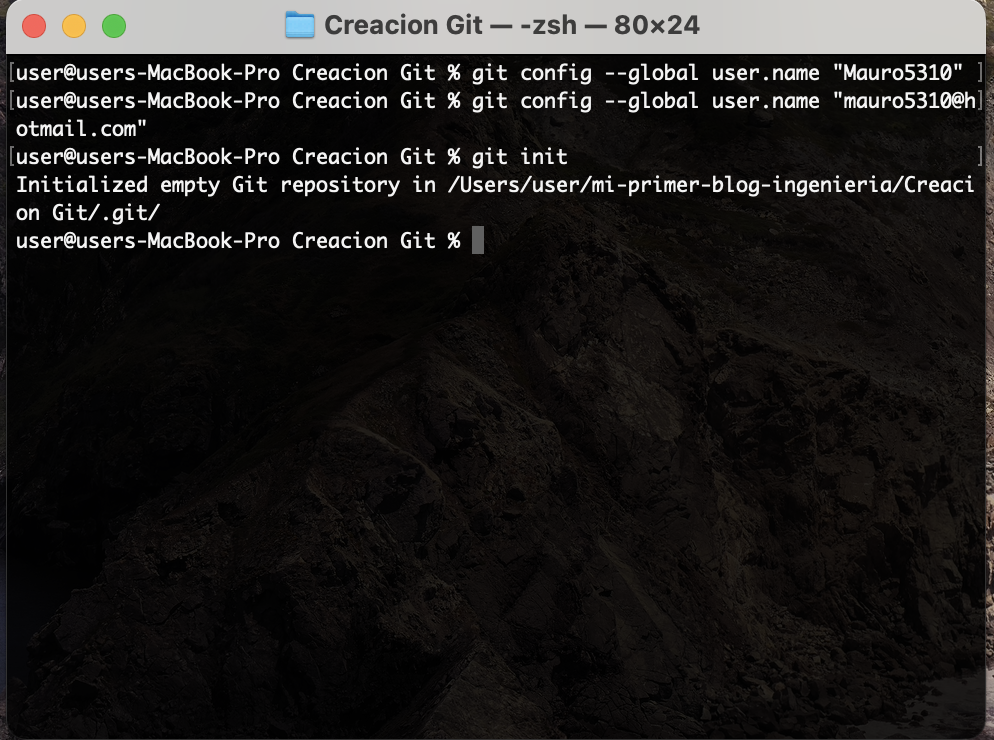 Creacion Git — -zsh — 80×24
[user@users-MacBook-Pro Creacion Git % git config --global user.name "Mauro5310" ]
[user@users-MacBook-Pro Creacion Git % git config --global user.name "mauro5310@h]
otmail.com"
[user@users-MacBook-Pro Creacion Git % git init ]
Initialized empty Git repository in /Users/user/mi-primer-blog-ingenieria/Creaci
on Git/.git/
user@users-MacBook-Pro Creacion Git %